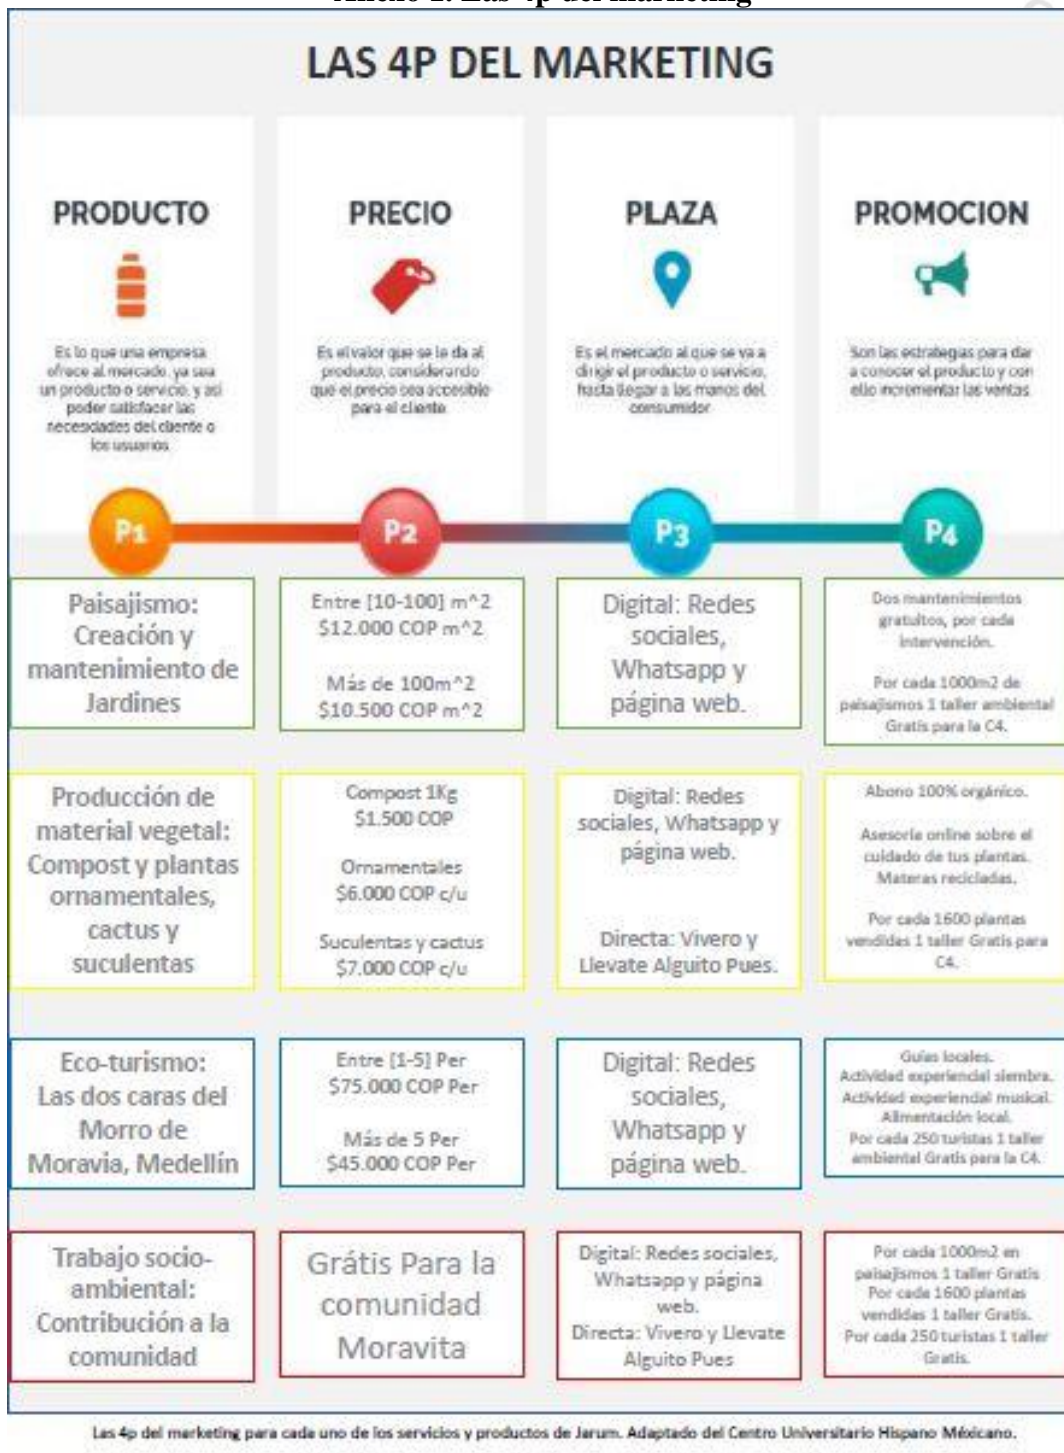 Anexo 1. Las 4p del marketing
LAS 4P DEL MARKETING
PRODUCTO
Es lo que una empresa
ofrece al mercado, ya sea
un producto o servicio, y asi
poder satisfacer las
necesidades del cliente o
los usuarios
PRECIO
Es el valor que se le da al
producto, considerando
que el precio sea accesible
para el cliente
PLAZA
Es el mercado al que se va a
dirigir el producto o servicio,
hasta llegar a las manos del
consumidor
PROMOCION
Son las estrategias para dar
a conocer el producto y con
ello incrementar las ventas
P1
P2
P3
P4
Paisajismo:
Creación y
mantenimiento de
Jardines
Entre [10-100] m^2
$12.000 COP m^2
Más de 100m^2
$10.500 COP m^2
Digital: Redes
sociales,
Whatsapp y
página web.
Dos mantenimientos
gratuitos, por cada
intervención.
Por cada 1000m2 de
paisajismos 1 taller ambiental
Gratis para la C4.
Producción de
material vegetal:
Compost y plantas
ornamentales,
cactus y
suculentas
Compost 1Kg
$1.500 COP
Ornamentales
$6.000 COP c/u
Suculentas y cactus
$7.000 COP c/u
Digital: Redes
sociales, Whatsapp y
página web.
Directa: Vivero y
Llevate Alguito Pues.
Abono 100% orgánico.
Asesoría online sobre el
cuidado de tus plantas.
Materas recicladas.
Por cada 1600 plantas
vendidas 1 taller Gratis para
C4.
Eco-turismo:
Las dos caras del
Morro de
Moravia, Medellín
Entre [1-5] Per
$75.000 COP Per
Más de 5 Per
$45.000 COP Per
Digital: Redes
sociales,
Whatsapp y
página web.
Guías locales.
Actividad experiencial siembra.
Actividad experiencial musical.
Alimentación local.
Por cada 250 turistas 1 taller
ambiental Gratis para la C4.
Trabajo socio-
ambiental:
Contribución a la
comunidad
Grátis Para la
comunidad
Moravita
Digital: Redes sociales,
Whatsapp y página
web.
Directa: Vivero y Llevate
Alguito Pues
Por cada 1000m2 en
paisajismos 1 taller Gratis
Por cada 1600 plantas
vendidas 1 taller Gratis.
Por cada 250 turistas 1 taller
Gratis.
Las 4p del marketing para cada uno de los servicios y productos de Jarum. Adaptado del Centro Universitario Hispano Méxicano.